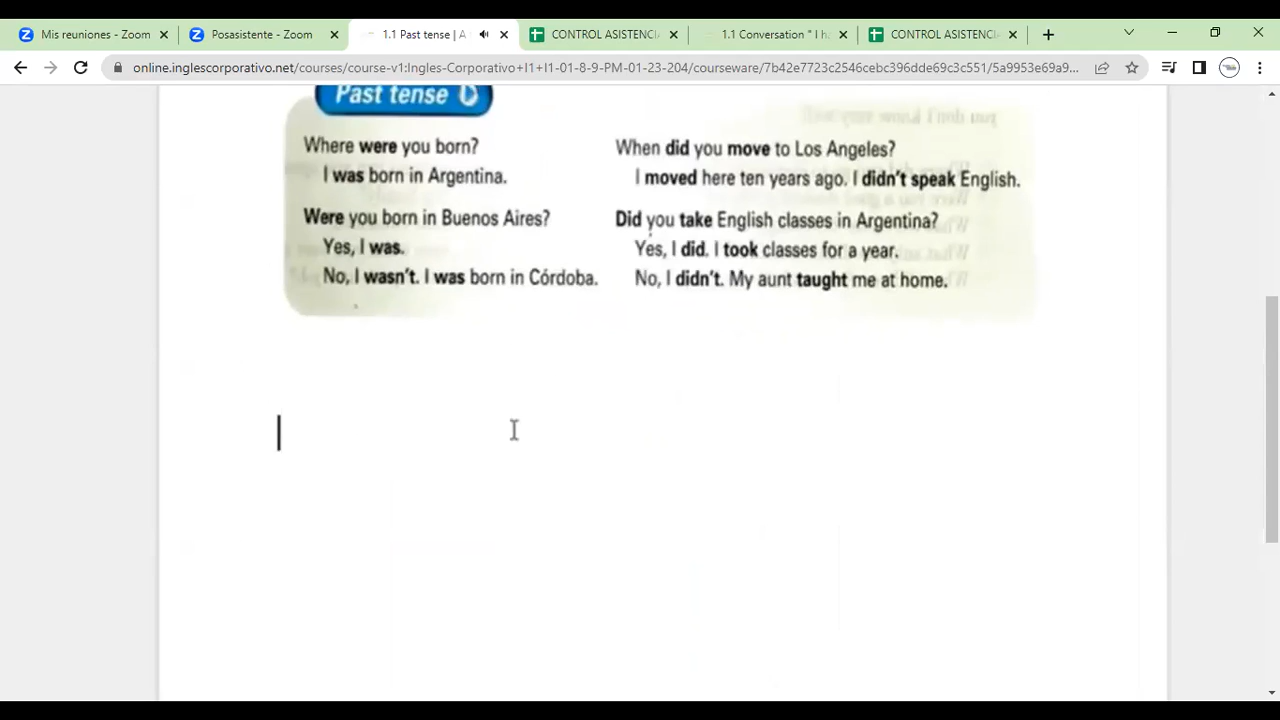 Mis reuniones - Zoom
Posasistente - Zoom
1.1 Past tense | A
CONTROL ASISTENCI
1.1 Conversation " I h
CONTROL ASISTENCI
online.inglescorporativo.net/courses/course-v1:Ingles-Corporativo+I1+I1-01-8-9-PM-01-23-204/courseware/7b42e7723c2546cebc396dde69c3c551/5a9953e69a9...
Past tense
Where were you born?
I was born in Argentina.
Were you born in Buenos Aires?
Yes, I was.
No, I wasn't. I was born in Córdoba.
When did you move to Los Angeles?
I moved here ten years ago. I didn't speak English.
Did you take English classes in Argentina?
Yes, I did. I took classes for a year.
No, I didn't. My aunt taught me at home.